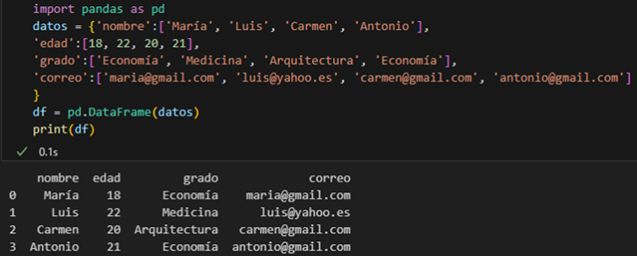 import pandas as pd
datos = {'nombre':['María', 'Luis', 'Carmen', 'Antonio'],
'edad':[18, 22, 20, 21],
'grado':['Economía', 'Medicina', 'Arquitectura', 'Economía'],
'correo':['maria@gmail.com', 'luis@yahoo.es', 'carmen@gmail.com', 'antonio@gmail.com']
}
df = pd.DataFrame(datos)
print(df)
✓ 0.1s
nombre edad grado correo
0 María 18 Economía maria@gmail.com
1 Luis 22 Medicina luis@yahoo.es
2 Carmen 20 Arquitectura carmen@gmail.com
3 Antonio 21 Economía antonio@gmail.com